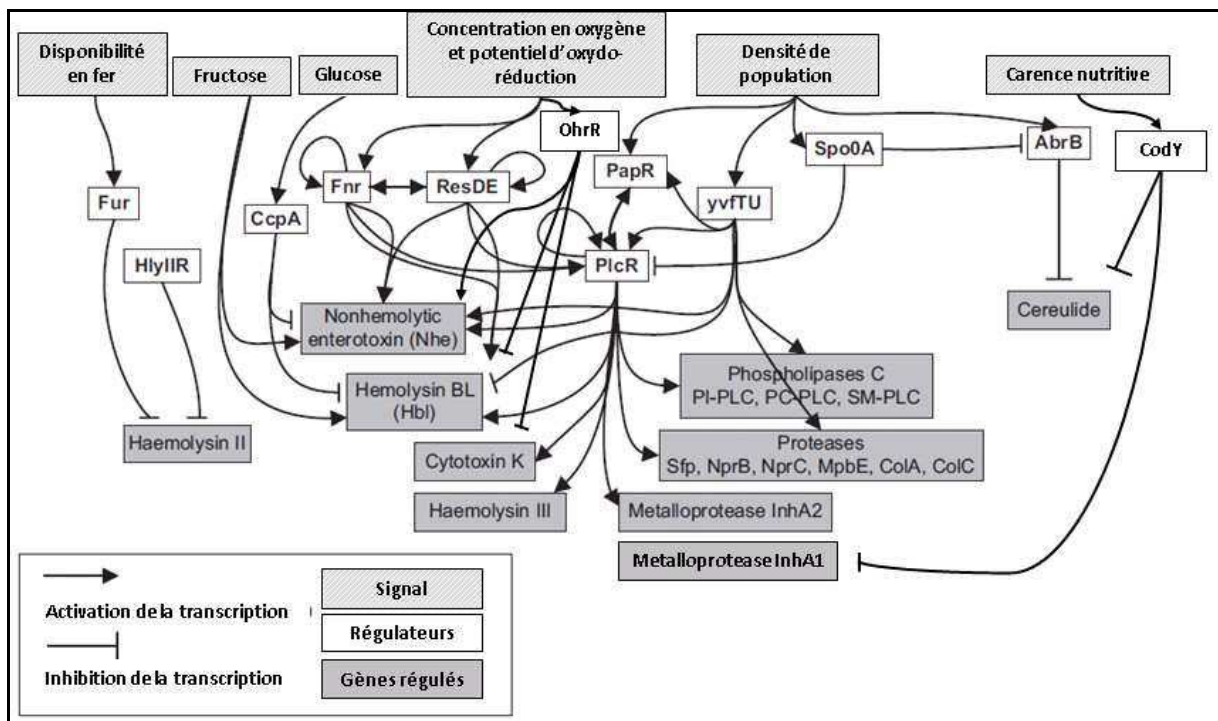 Disponibilité
en fer
Fructose
Glucose
Concentration en oxygène
et potentiel d'oxydo-
réduction
Densité de
population
Carence nutritive
OhrR
Fnr
ResDE
PapR
Spo0A
AbrB
CodY
Fur
CcpA
yvfTU
HlyIIR
PlcR
Nonhemolytic
enterotoxin (Nhe)
Cereulide
Hemolysin BL
(Hbl)
Phospholipases C
PI-PLC, PC-PLC, SM-PLC
Haemolysin II
Cytotoxin K
Proteases
Sfp, NprB, NprC, MpbE, ColA, ColC
Haemolysin III
Metalloprotease InhA2
Metalloprotease InhA1
Activation de la transcription
Inhibition de la transcription
Signal
Régulateurs
Gènes régulés